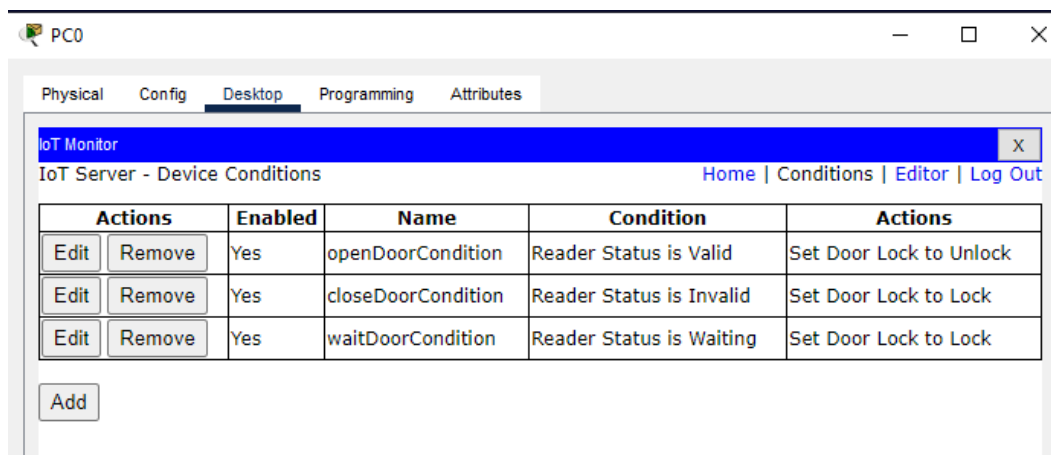 PC0
Physical Config Desktop Programming Attributes
IoT Monitor X
IoT Server - Device Conditions Home | Conditions | Editor | Log Out
Actions Enabled Name Condition Actions
Edit Remove Yes openDoorCondition Reader Status is Valid Set Door Lock to Unlock
Edit Remove Yes closeDoorCondition Reader Status is Invalid Set Door Lock to Lock
Edit Remove Yes waitDoorCondition Reader Status is Waiting Set Door Lock to Lock
Add